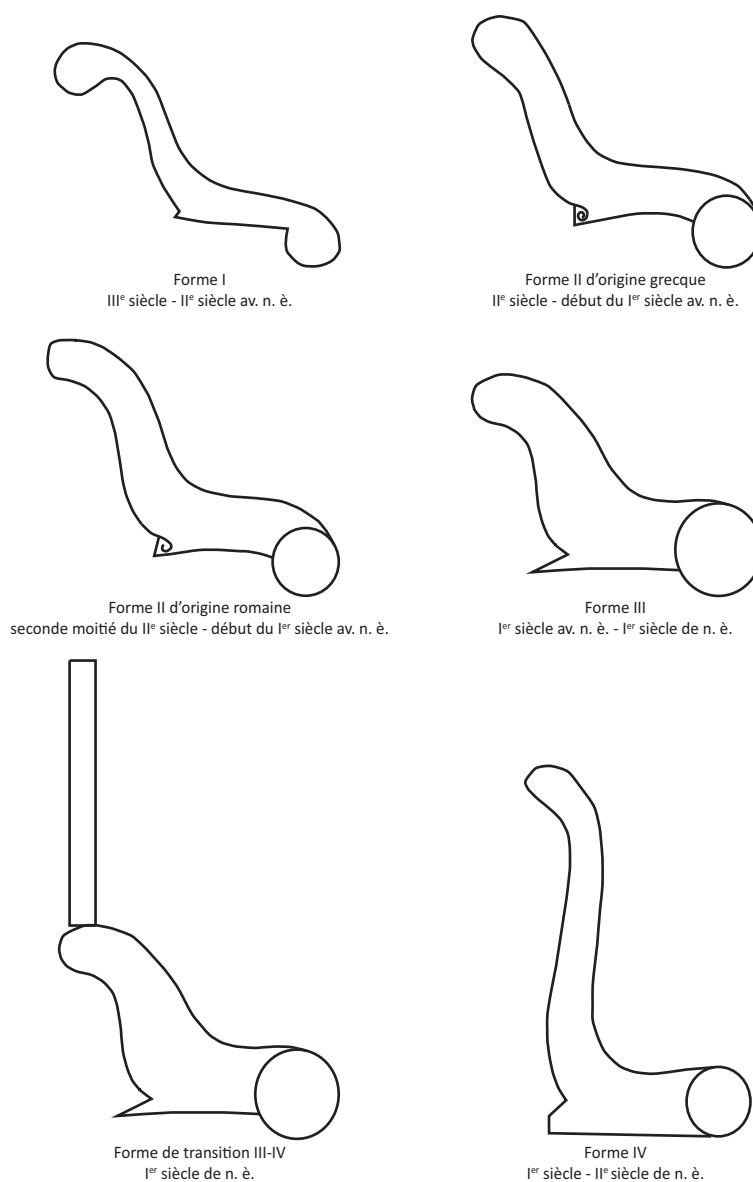 Forme I
IIIᵉ siècle - IIᵉ siècle av. n. è.
Forme II d’origine grecque
IIᵉ siècle - début du Iᵉʳ siècle av. n. è.
Forme II d’origine romaine
seconde moitié du IIᵉ siècle - début du Iᵉʳ siècle av. n. è.
Forme III
Iᵉʳ siècle av. n. è. - Iᵉʳ siècle de n. è.
Forme de transition III-IV
Iᵉʳ siècle de n. è.
Forme IV
Iᵉʳ siècle - IIᵉ siècle de n. è.